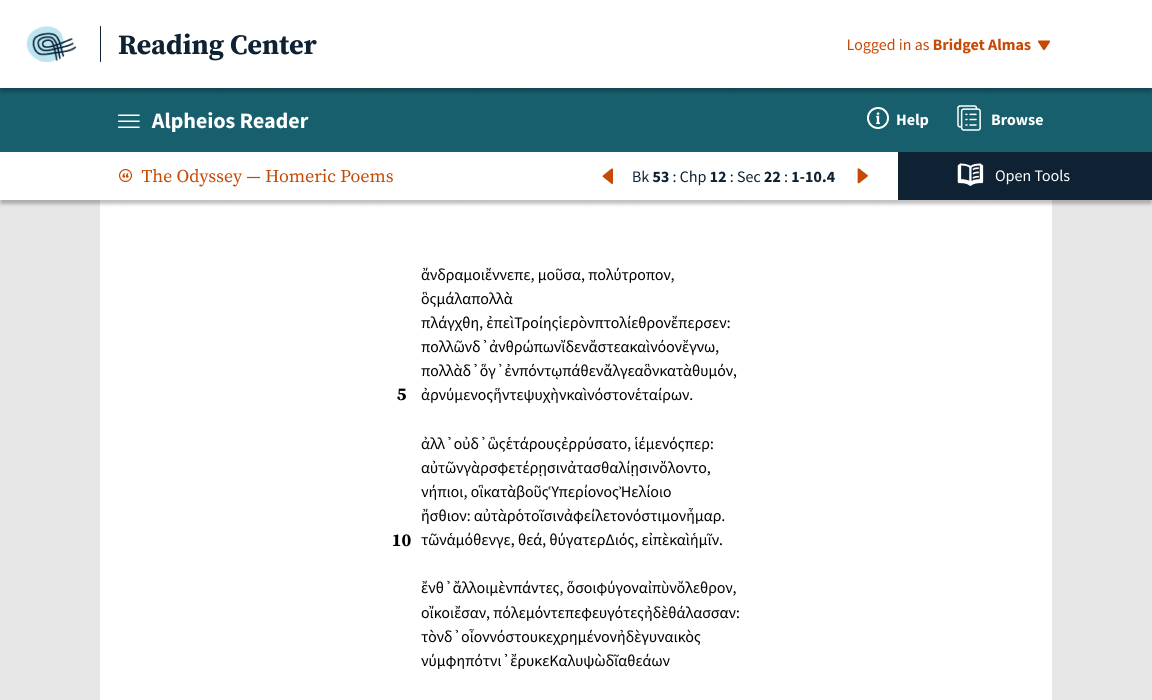 Reading Center
Logged in as Bridget Almas
Alpheios Reader
Help
Browse
The Odyssey — Homeric Poems
Bk 53 : Chp 12 : Sec 22 : 1-10.4
Open Tools
ἄνδραμοιἔννεπε, μοῦσα, πολύτροπον,
ὃςμάλαπολλὰ
πλάγχθη, ἐπεὶΤροίηςἱερὸνπτολίεθρονἔπερσεν:
πολλῶνδ᾽ἀνθρώπωνἴδενἄστεακαὶνόονἔγνω,
πολλὰδ᾽ὅγ᾽ἐνπόντῳπάθενἄλγεαὃνκατὰθυμόν,
5 ἀρνύμενοςἥντεψυχὴνκαὶνόστονἑταίρων.
ἀλλ᾽οὐδ᾽ὣςἑτάρουςἐρρύσατο, ἱέμενόςπερ:
αὐτῶνγὰρσφετέρῃσινἀτασθαλίῃσινὄλοντο,
νήπιοι, οἳκατὰβοῦςὙπερίονοςἨελίοιο
ἤσθιον: αὐτὰρὁτοῖσινἀφείλετονόστιμονἦμαρ.
10 τῶνἁμόθενγε, θεά, θύγατερΔιός, εἰπὲκαὶἡμῖν.
ἔνθ᾽ἄλλοιμὲνπάντες, ὅσοιφύγοναἰπὺνὄλεθρον,
οἴκοιἔσαν, πόλεμόντεπεφευγότεςἠδὲθάλασσαν:
τὸνδ᾽οἶοννόστουκεχρημένονἠδὲγυναικὸς
νύμφηπότνι᾽ἔρυκεΚαλυψὼδῖαθεάων